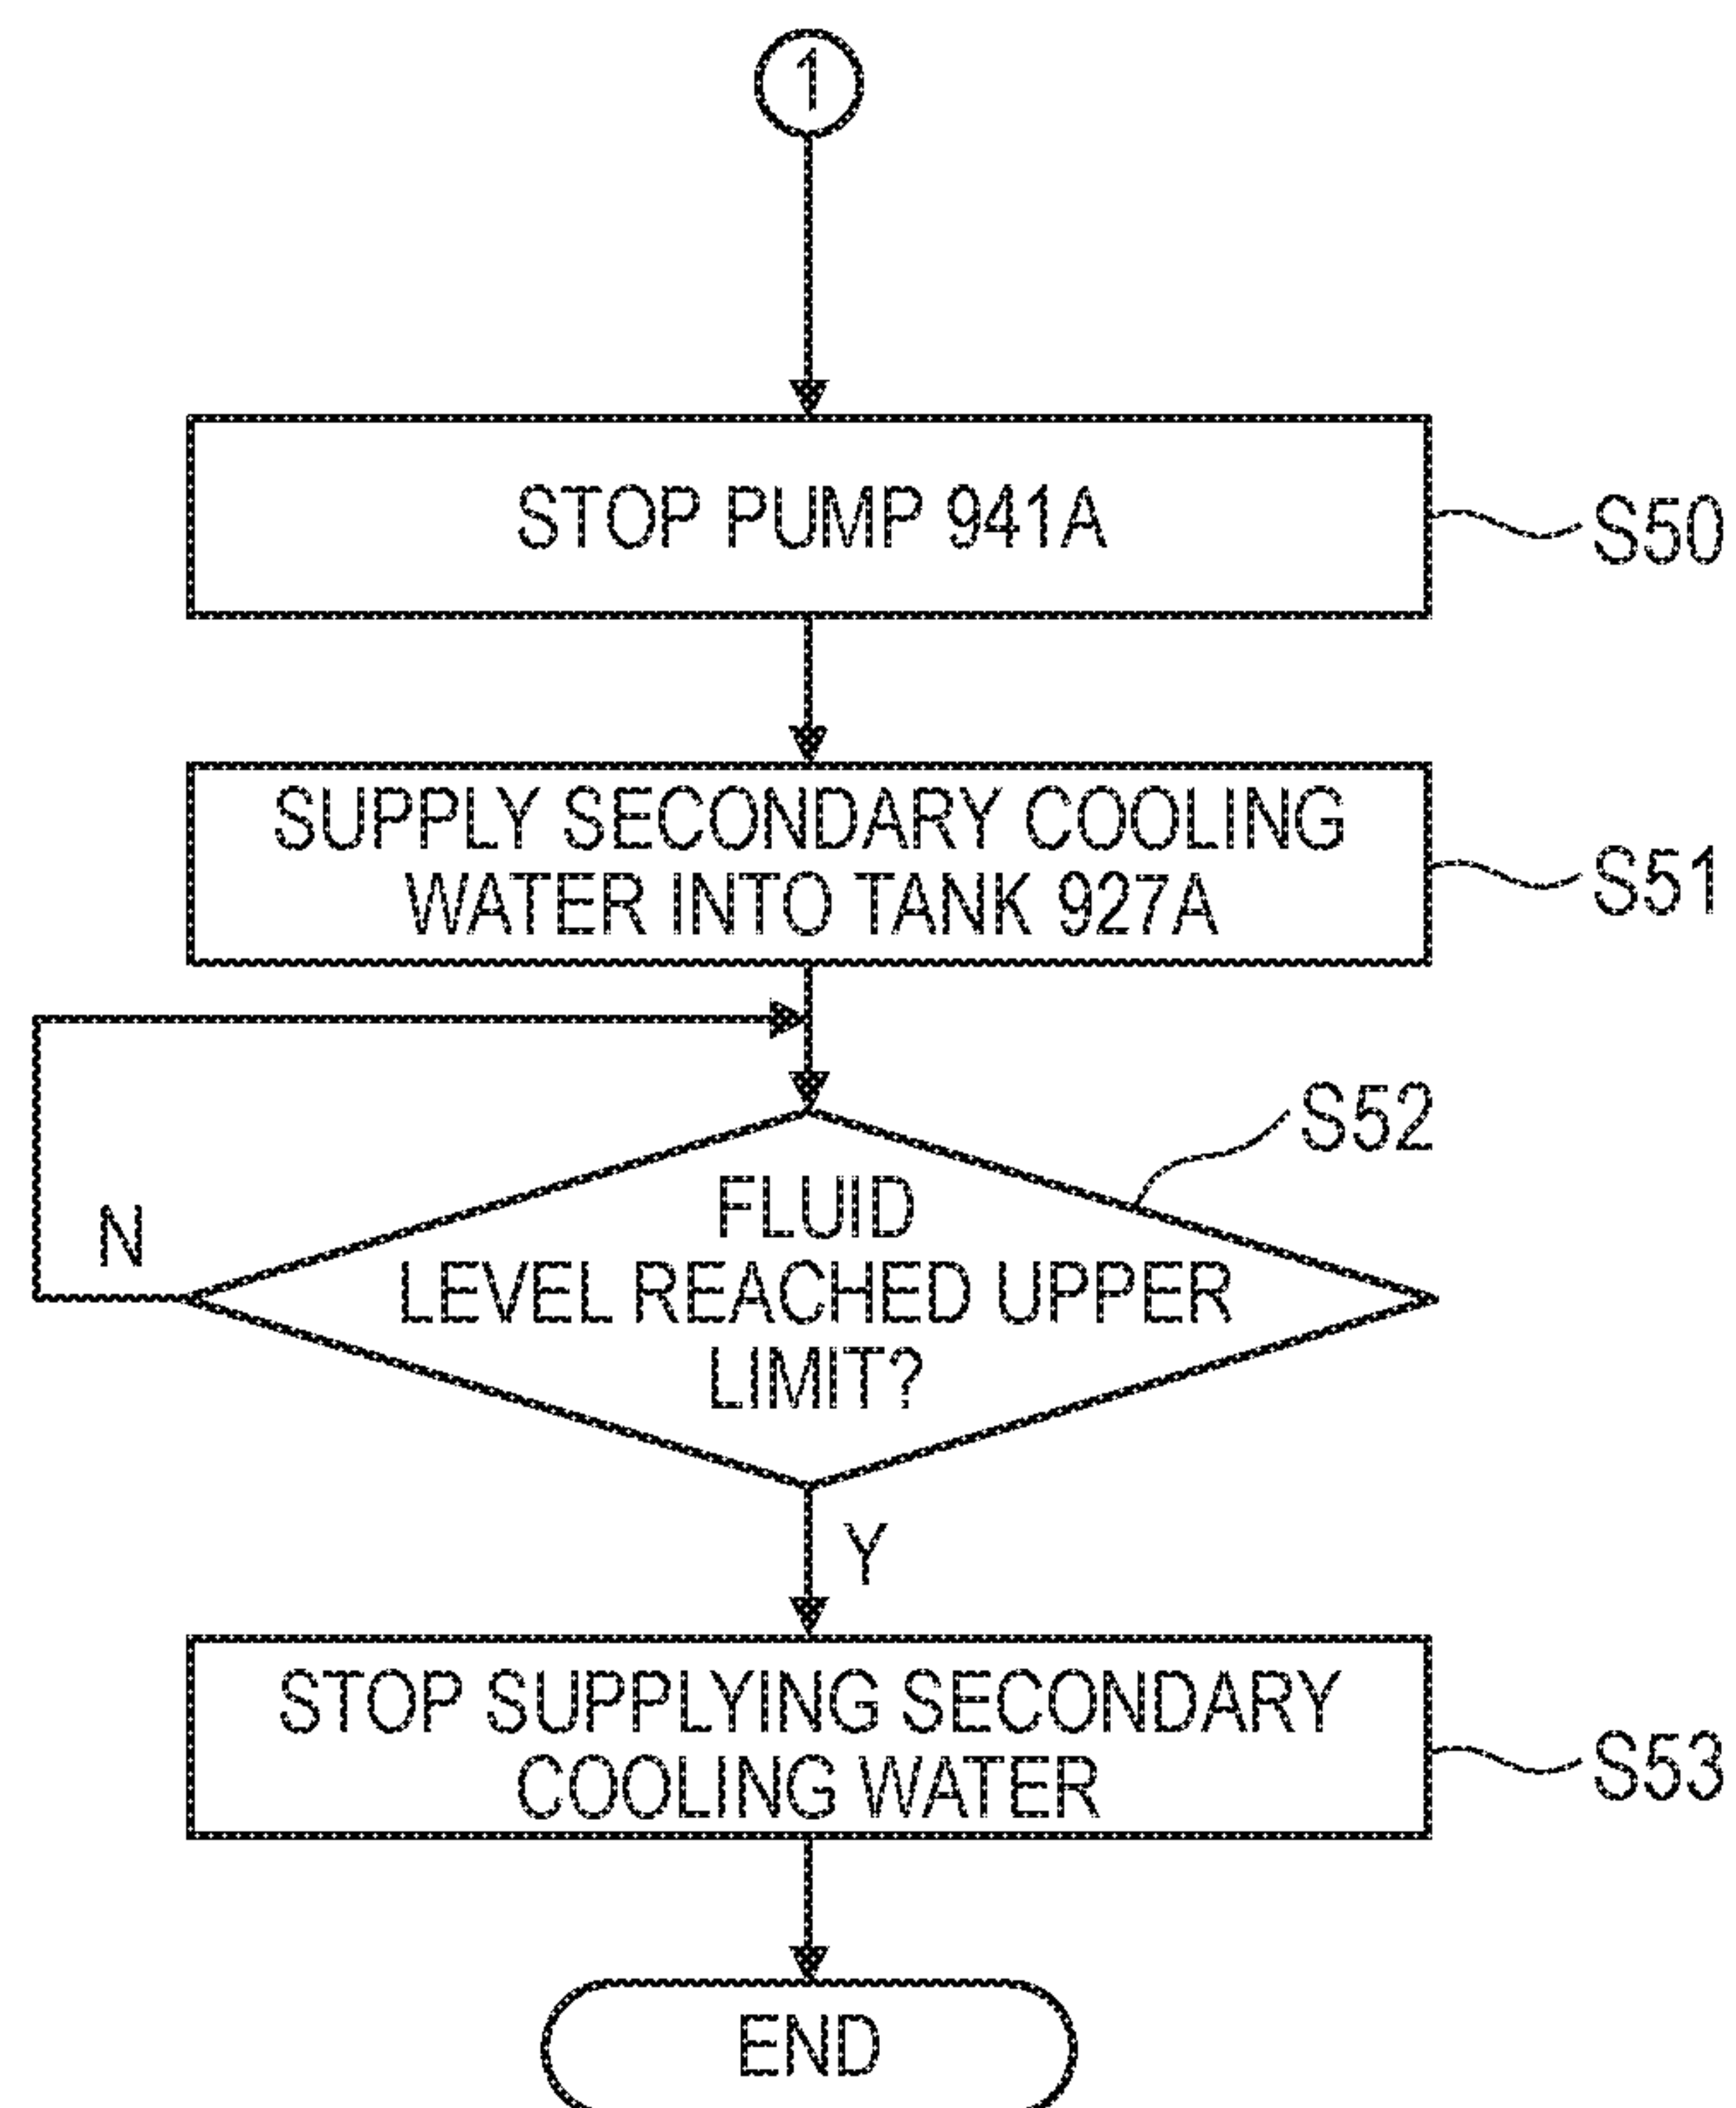 1
STOP PUMP 941A
S50
SUPPLY SECONDARY COOLING
WATER INTO TANK 927A
S51
S52
FLUID
LEVEL REACHED UPPER
LIMIT?
N
Y
STOP SUPPLYING SECONDARY
COOLING WATER
S53
END